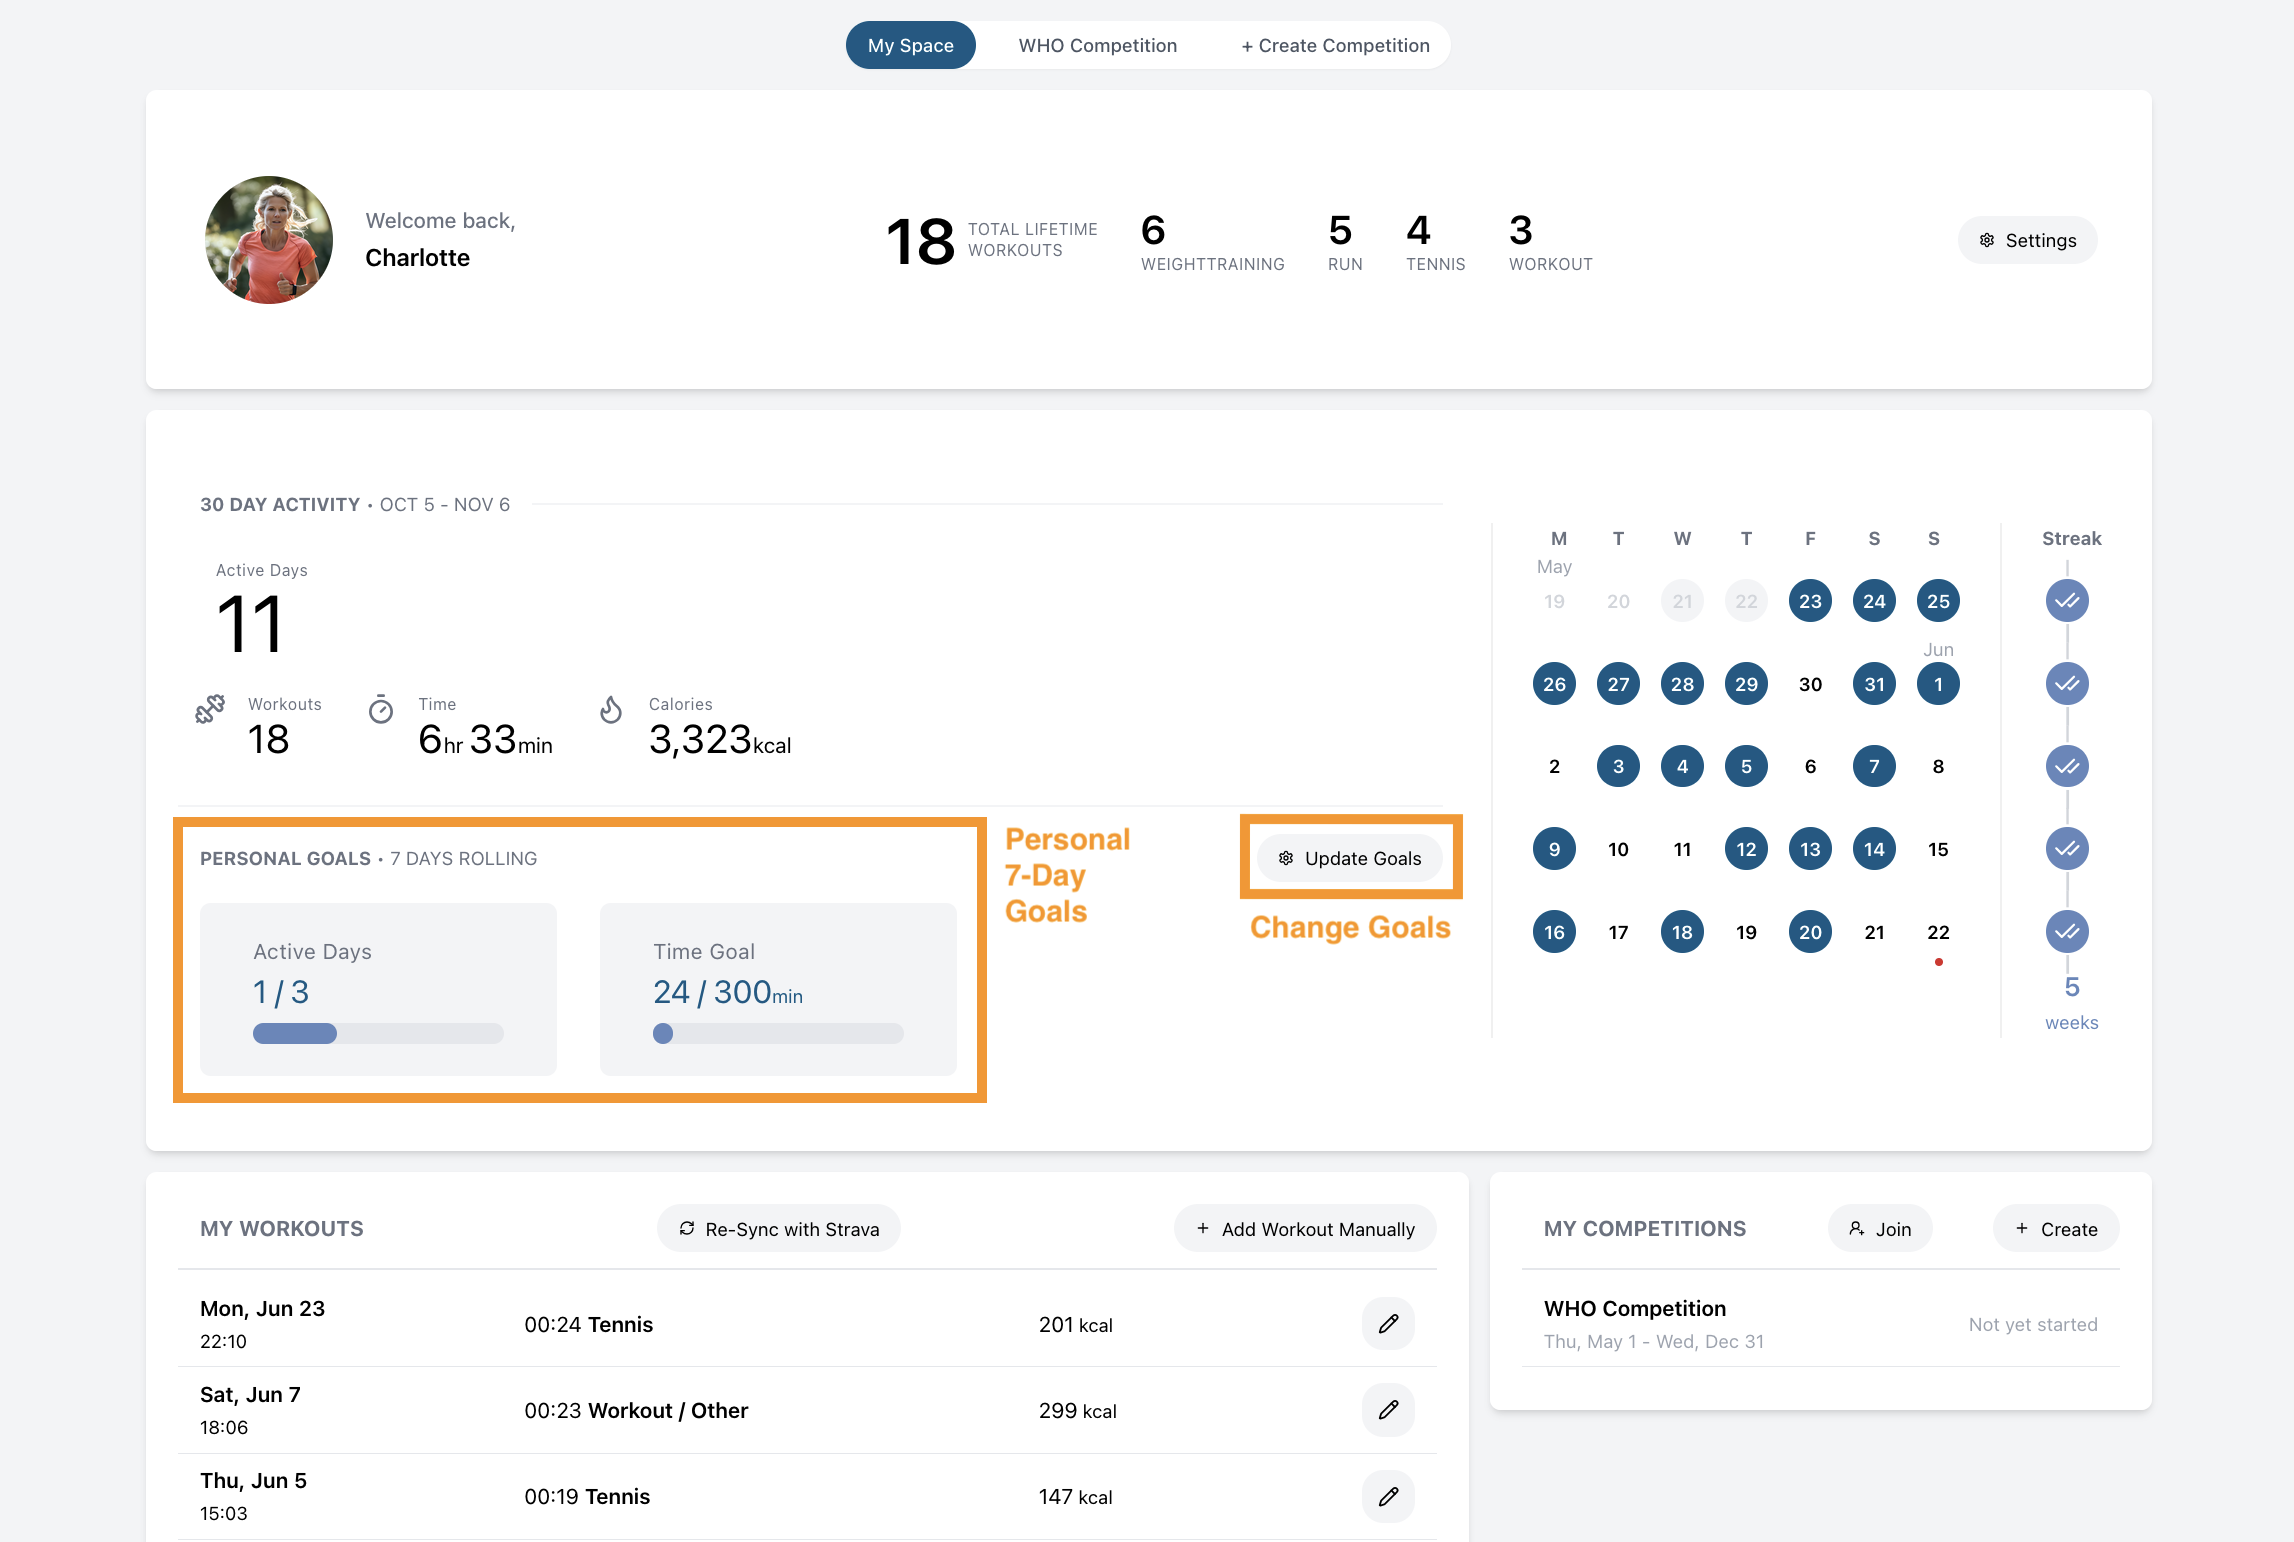 My Space
WHO Competition
+ Create Competition
Welcome back,
Charlotte
18
TOTAL LIFETIME
WORKOUTS
6
WEIGHTTRAINING
5
RUN
4
TENNIS
3
WORKOUT
Settings
30 DAY ACTIVITY • OCT 5 - NOV 6
Active Days
11
Workouts
18
Time
6hr 33min
Calories
3,323kcal
PERSONAL GOALS • 7 DAYS ROLLING
Active Days
1 / 3
Time Goal
24 / 300min
Personal
7-Day
Goals
Update Goals
Change Goals
M T W T F S S
May
19 20 21 22 23 24 25
Jun
26 27 28 29 30 31 1
2 3 4 5 6 7 8
9 10 11 12 13 14 15
16 17 18 19 20 21 22
Streak
5
weeks
MY WORKOUTS
Re-Sync with Strava
+ Add Workout Manually
Mon, Jun 23
22:10
00:24 Tennis
201 kcal
Sat, Jun 7
18:06
00:23 Workout / Other
299 kcal
Thu, Jun 5
15:03
00:19 Tennis
147 kcal
MY COMPETITIONS
Join
+ Create
WHO Competition
Thu, May 1 - Wed, Dec 31
Not yet started